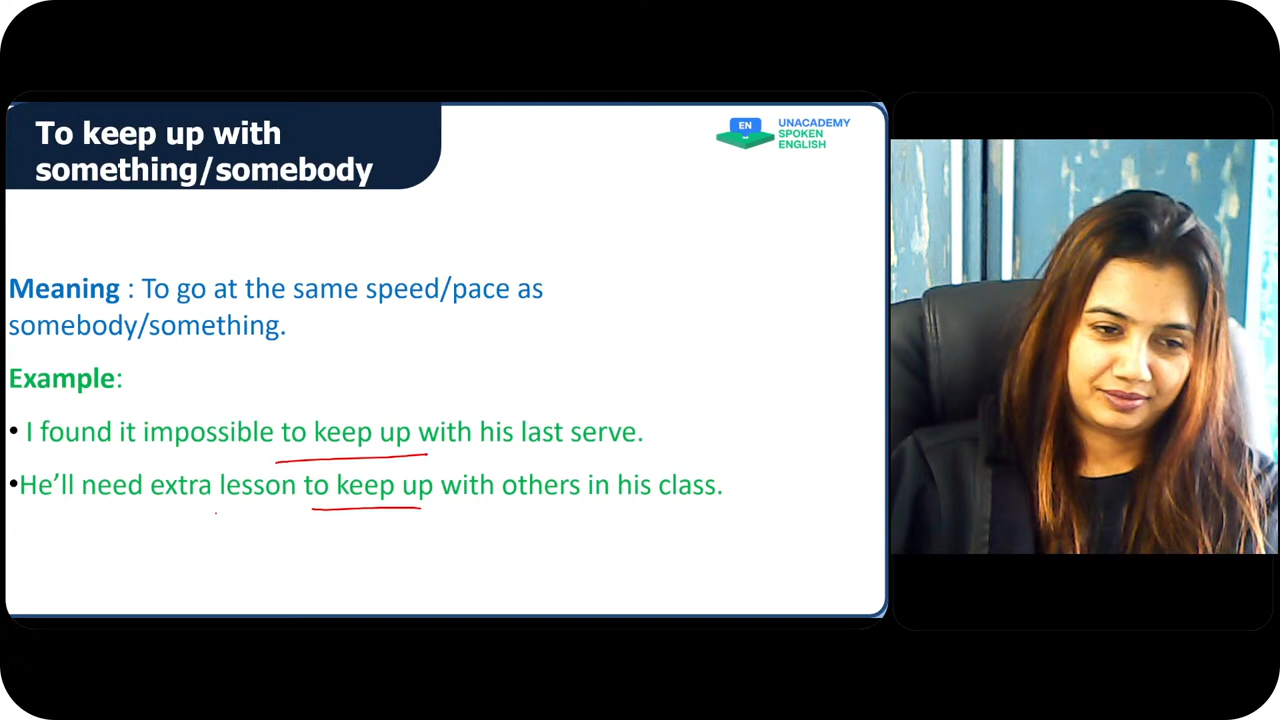 To keep up with
something/somebody
EN
UNACADEMY
SPOKEN
ENGLISH
Meaning : To go at the same speed/pace as
somebody/something.
Example:
• I found it impossible to keep up with his last serve.
•He’ll need extra lesson to keep up with others in his class.